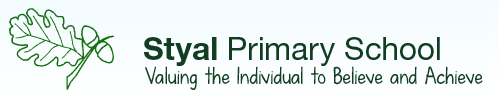 Styal Primary School
Valuing the Individual to Believe and Achieve